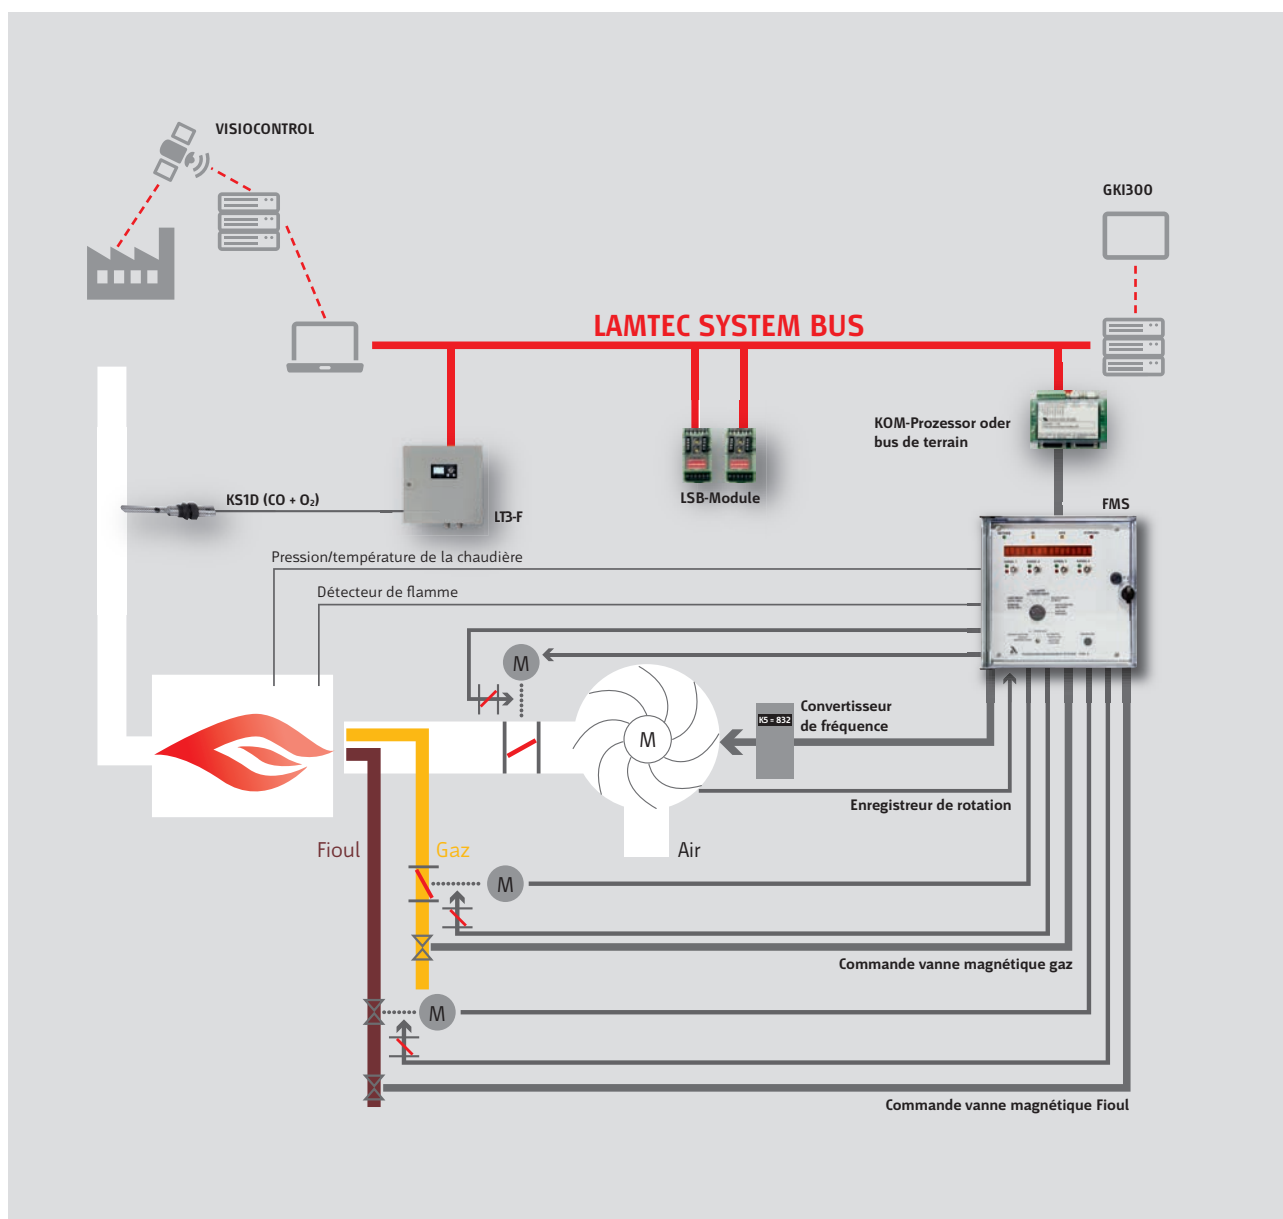 VISIOCONTROL
GKI300
LAMTEC SYSTEM BUS
KOM-Prozessor oder
bus de terrain
KS1D (CO + O₂)
LT3-F
LSB-Module
FMS
Pression/température de la chaudière
Détecteur de flamme
M
M
K5 = 832
Convertisseur
de fréquence
Enregistreur de rotation
Fioul
Gaz
Air
M
Commande vanne magnétique gaz
M
Commande vanne magnétique Fioul